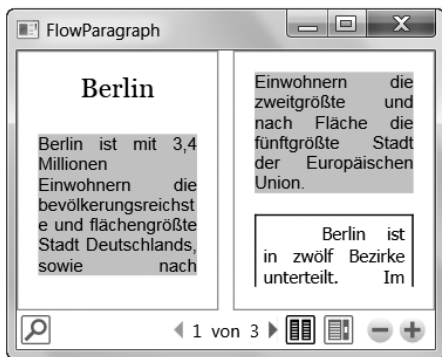 FlowParagraph
Berlin
Berlin ist mit 3,4
Millionen
Einwohnern die
bevölkerungsreichst
e und flächengrößte
Stadt Deutschlands,
sowie nach
Einwohnern die
zweitgrößte und
nach Fläche die
fünftgrößte Stadt
der Europäischen
Union.
Berlin ist
in zwölf Bezirke
unterteilt. Im
1 von 3